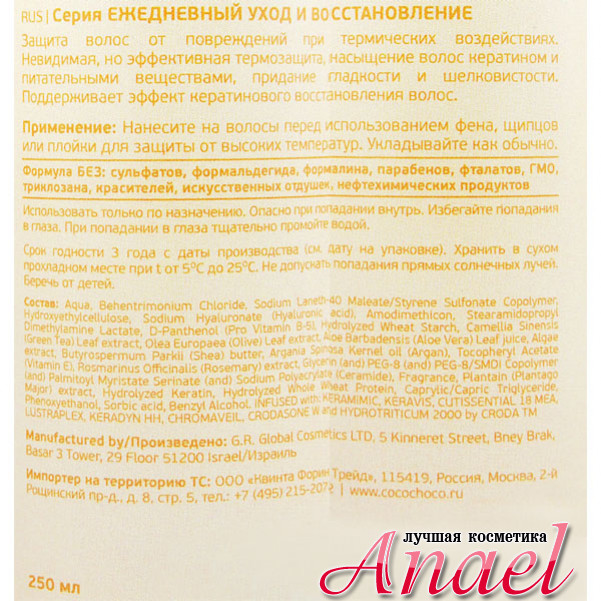 RUS | Серия ЕЖЕДНЕВНЫЙ УХОД И ВОССТАНОВЛЕНИЕ
Защита волос от повреждений при термических воздействиях.
Невидимая, но эффективная термозащита, насыщение волос кератином и
питательными веществами, придание гладкости и шелковистости.
Поддерживает эффект кератинового восстановления волос.
Применение: Нанесите на волосы перед использованием фена, щипцов
или плойки для защиты от высоких температур. Укладывайте как обычно.
Формула БЕЗ: сульфатов, формальдегида, формалина, парабенов, фталатов, ГМО,
триклозана, красителей, искусственных отдушек, нефтехимических продуктов
Использовать только по назначению. Опасно при попадании внутрь. Избегайте попадания
в глаза. При попадании в глаза тщательно промойте водой.
Срок годности 3 года с даты производства (см. дату на упаковке). Хранить в сухом
прохладном месте при t от 5°C до 25°C. Не допускать попадания прямых солнечных лучей.
Беречь от детей.
Состав: Aqua, Behentrimonium Chloride, Sodium Laneth-40 Maleate/Styrene Sulfonate Copolymer,
Hydroxyethylcellulose, Sodium Hyaluronate (Hyaluronic acid), Amodimethicon, Stearamidopropyl
Dimethylamine Lactate, D-Panthenol (Pro Vitamin B-5), Hydrolyzed Wheat Starch, Camellia Sinensis
(Green Tea) Leaf extract, Olea Europaea (Olive) Leaf extract, Aloe Barbadensis (Aloe Vera) Leaf juice, Algae
extract, Butyrospermum Parkii (Shea) butter, Argania Spinosa Kernel oil (Argan), Tocopheryl Acetate
(Vitamin E), Rosmarinus Officinalis (Rosemary) extract, Glycerin (and) PEG-8 (and) PEG-8/SMDI Copolymer
(and) Palmitoyl Myristate Serinate (and) Sodium Polyacrylate (Ceramide), Fragrance, Plantain (Plantago
Major) extract, Hydrolyzed Keratin, Hydrolyzed Whole Wheat Protein, Caprylic/Capric Triglyceride,
Phenoxyethanol, Sorbic acid, Benzyl Alcohol. INFUSED with: KERAMIMIC, KERAVIS, CUTISSENTIAL 18 MEA,
LUSTRAPLEX, KERADYN HH, CHROMAVEIL, CRODASONE W and HYDROTRITICUM 2000 by CRODA TM
Manufactured by/Произведено: G.R. Global Cosmetics LTD, 5 Kinneret Street, Bney Brak,
Basar 3 Tower, 29 Floor 51200 Israel/Израиль
Импортер на территорию ТС: ООО «Квинта Форин Трейд», 115419, Россия, Москва, 2-й
Рощинский пр-д., д. 8, стр. 5, тел.: +7 (495) 215-207 www.cocochoco.ru
лучшая косметика
Anael
250 мл